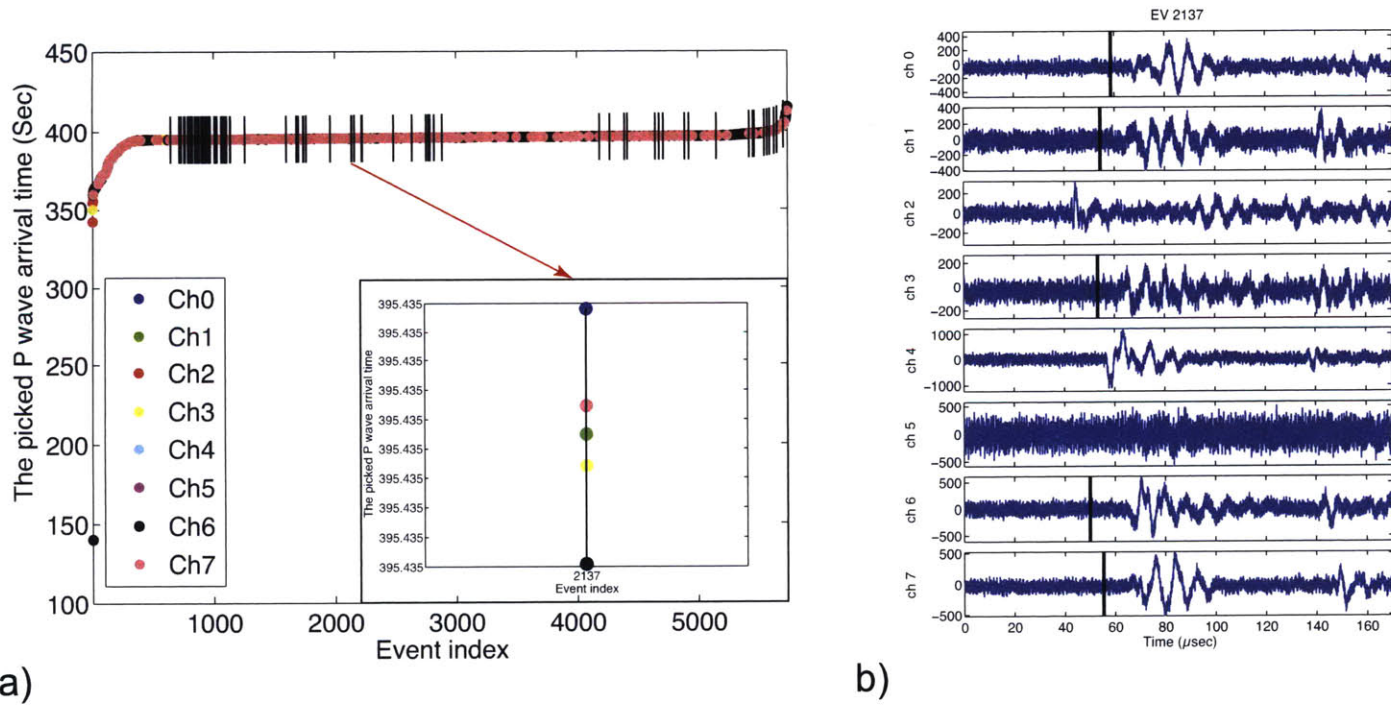 EV 2137
450
400
350
300
250
200
150
100
The picked P wave arrival time (Sec)
Ch0
Ch1
Ch2
Ch3
Ch4
Ch5
Ch6
Ch7
395.435
395.435
395.435
395.435
395.435
395.435
395.435
395.435
395.435
395.435
The picked P wave arrival time
2137
Event index
1000
2000
3000
4000
5000
Event index
a)
ch 0
400
200
0
−200
−400
ch 1
400
200
0
−200
−400
ch 2
200
0
−200
ch 3
200
0
−200
ch 4
1000
0
−1000
ch 5
500
0
−500
ch 6
500
0
−500
ch 7
500
0
−500
0
20
40
60
80
100
120
140
160
Time (μsec)
b)